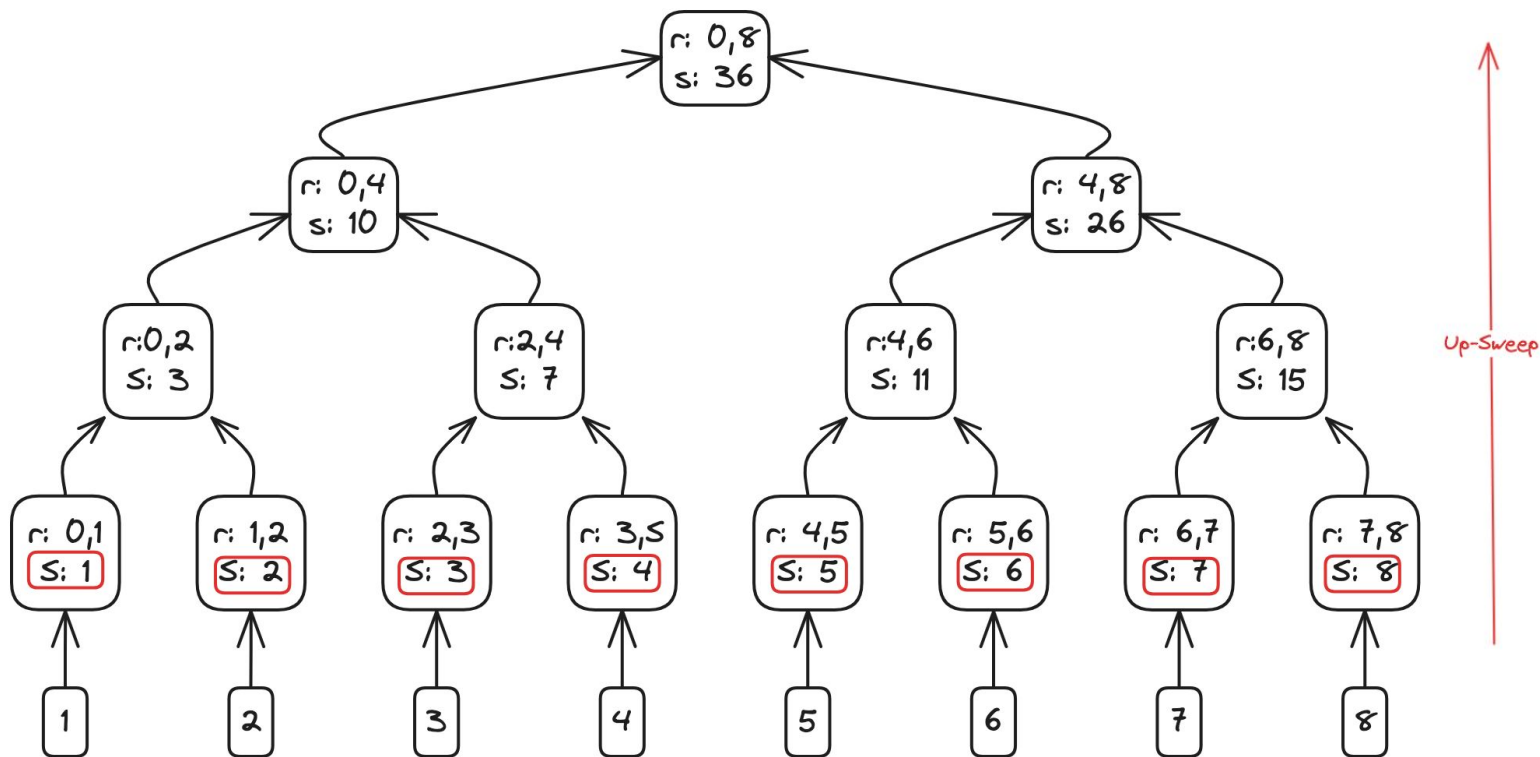 r: 0,8
s: 36
r: 0,4
s: 10
r: 4,8
s: 26
r:0,2
S: 3
r:2,4
S: 7
r:4,6
S: 11
r:6,8
S: 15
Up-Sweep
r: 0,1
S: 1
r: 1,2
S: 2
r: 2,3
S: 3
r: 3,5
S: 4
r: 4,5
S: 5
r: 5,6
S: 6
r: 6,7
S: 7
r: 7,8
S: 8
1
2
3
4
5
6
7
8